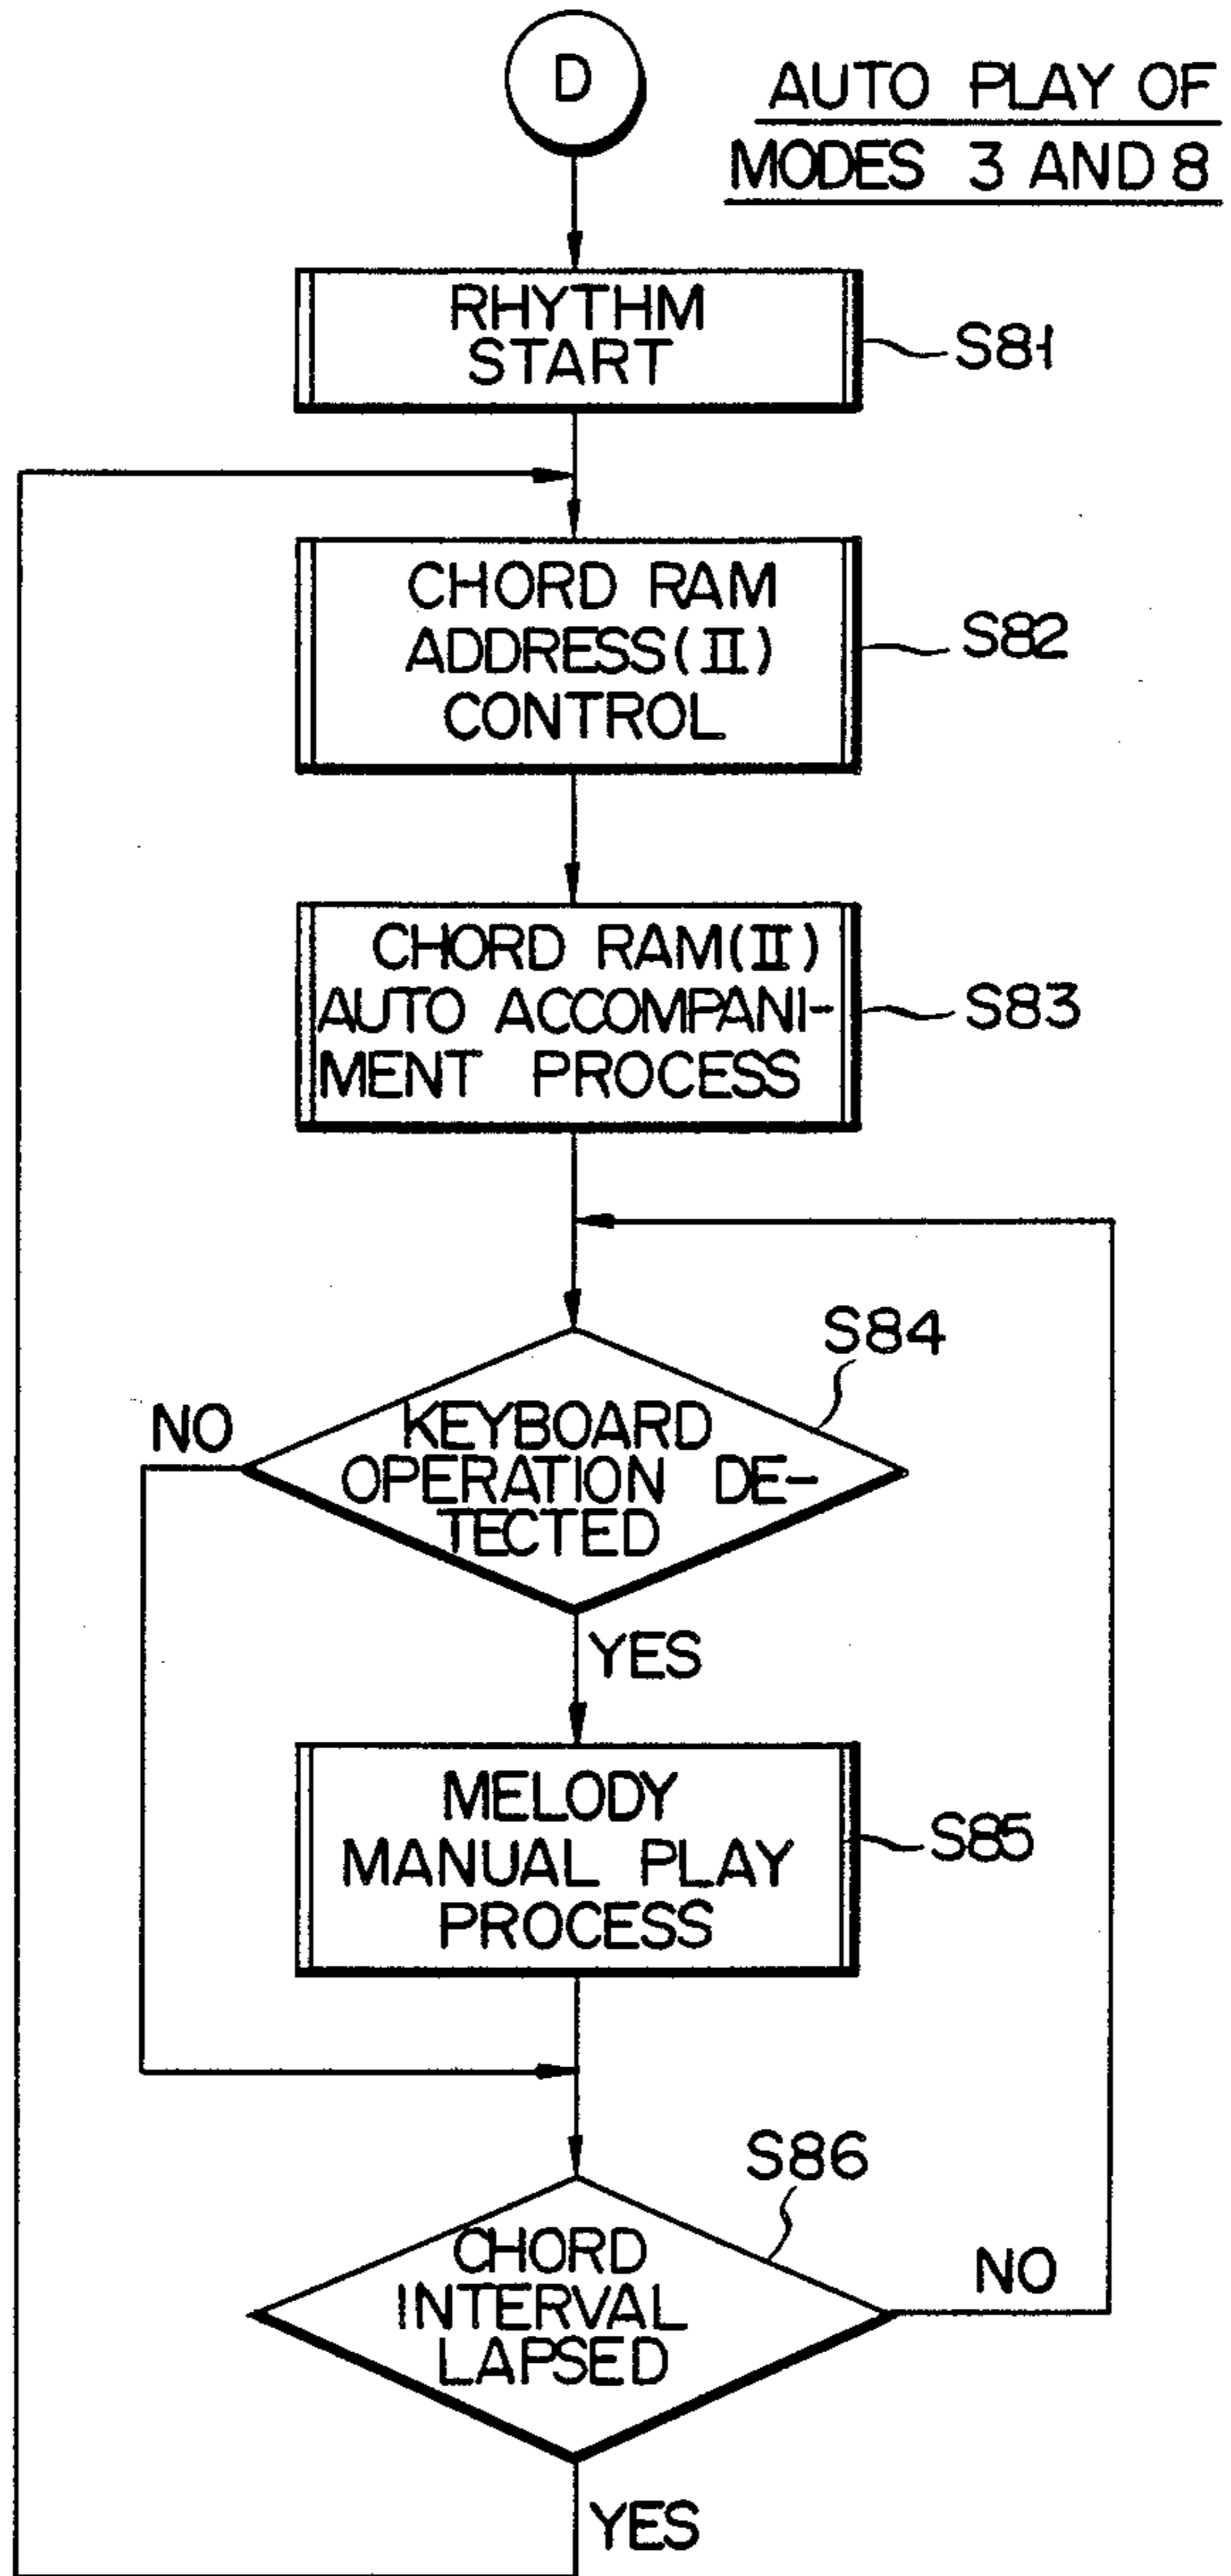 D
AUTO PLAY OF
MODES 3 AND 8
RHYTHM
START
S81
CHORD RAM
ADDRESS(II)
CONTROL
S82
CHORD RAM(II)
AUTO ACCOMPANI-
MENT PROCESS
S83
S84
NO
KEYBOARD
OPERATION DE-
TECTED
YES
MELODY
MANUAL PLAY
PROCESS
S85
S86
CHORD
INTERVAL
LAPSED
NO
YES